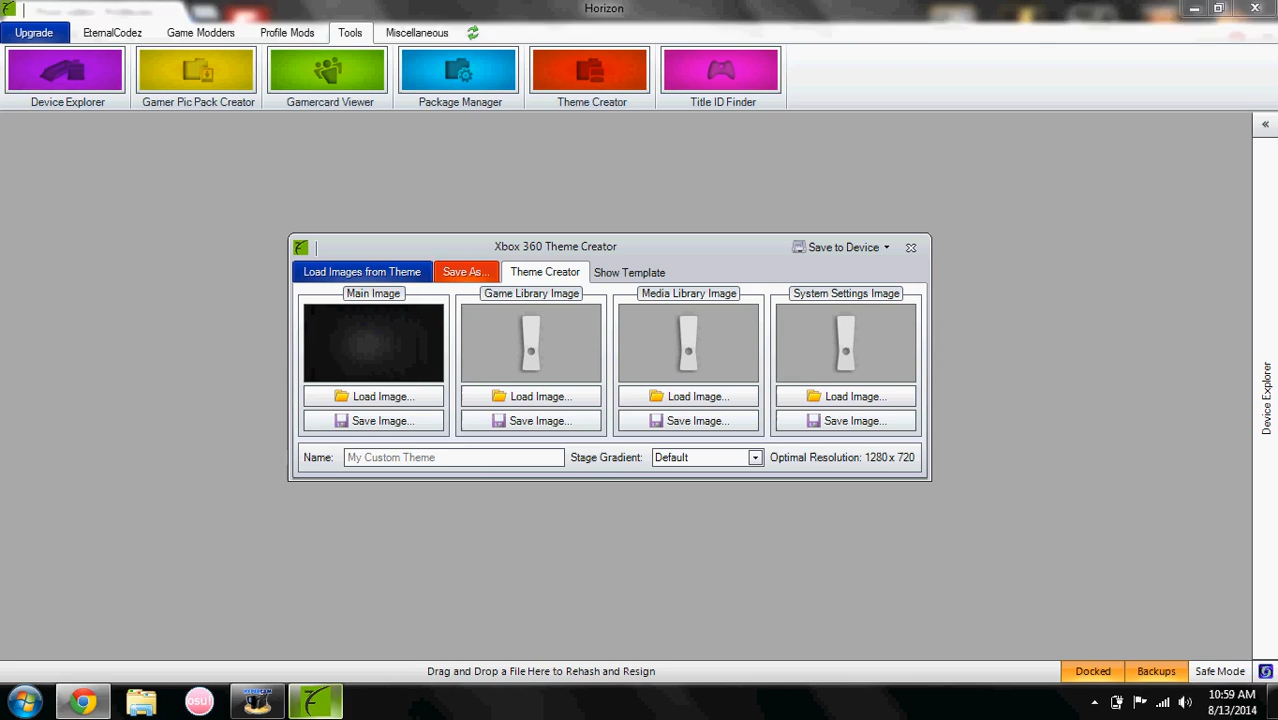 Horizon
Upgrade EternalCodez Game Modders Profile Mods Tools Miscellaneous
Device Explorer Gamer Pic Pack Creator Gamercard Viewer Package Manager Theme Creator Title ID Finder
Xbox 360 Theme Creator Save to Device
Load Images from Theme Save As... Theme Creator Show Template
Main Image Game Library Image Media Library Image System Settings Image
Load Image... Load Image... Load Image... Load Image...
Save Image... Save Image... Save Image... Save Image...
Name: My Custom Theme Stage Gradient: Default Optimal Resolution: 1280 x 720
Device Explorer
Drag and Drop a File Here to Rehash and Resign Docked Backups Safe Mode
osu!
10:59 AM
8/13/2014